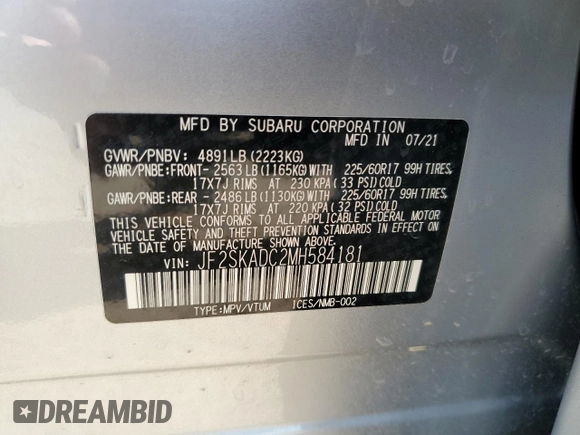 MFD BY SUBARU CORPORATION
MFD IN 07/21
GVWR/PNBV: 4891LB (2223KG)
GAWR/PNBE:FRONT- 2563LB (1165KG)WITH 225/60R17 99H TIRES,
17X7J RIMS AT 230 KPA( 33 PSI)COLD
GAWR/PNBE:REAR - 2486LB (1130KG)WITH 225/60R17 99H TIRES,
17X7J RIMS AT 220 KPA( 32 PSI)COLD
THIS VEHICLE CONFORMS TO ALL APPLICABLE FEDERAL MOTOR
VEHICLE SAFETY AND THEFT PREVENTION STANDARDS IN EFFECT ON
THE DATE OF MANUFACTURE SHOWN ABOVE.
VIN: JF2SKADC2MH584181
TYPE:MPV/VTUM ICES/NMB-002
DREAMBID